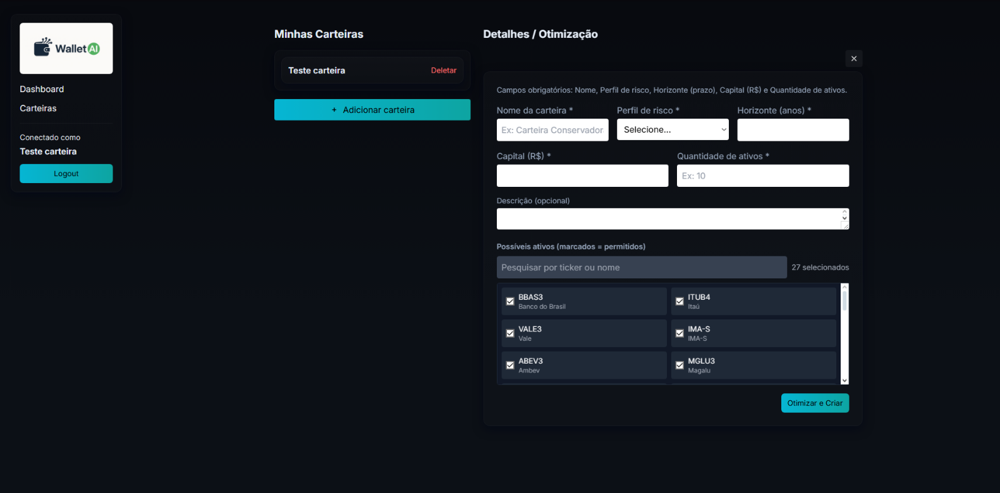 WalletAI
Dashboard
Carteiras
Conectado como
Teste carteira
Logout
Minhas Carteiras
Teste carteira
Deletar
+ Adicionar carteira
Detalhes / Otimização
×
Campos obrigatórios: Nome, Perfil de risco, Horizonte (prazo), Capital (R$) e Quantidade de ativos.
Nome da carteira *
Perfil de risco *
Horizonte (anos) *
Ex: Carteira Conservador
Selecione...
Capital (R$) *
Quantidade de ativos *
Ex: 10
Descrição (opcional)
Possíveis ativos (marcados = permitidos)
Pesquisar por ticker ou nome
27 selecionados
BBAS3
Banco do Brasil
ITUB4
Itaú
VALE3
Vale
IMA-S
IMA-S
ABEV3
Ambev
MGLU3
Magalu
Otimizar e Criar